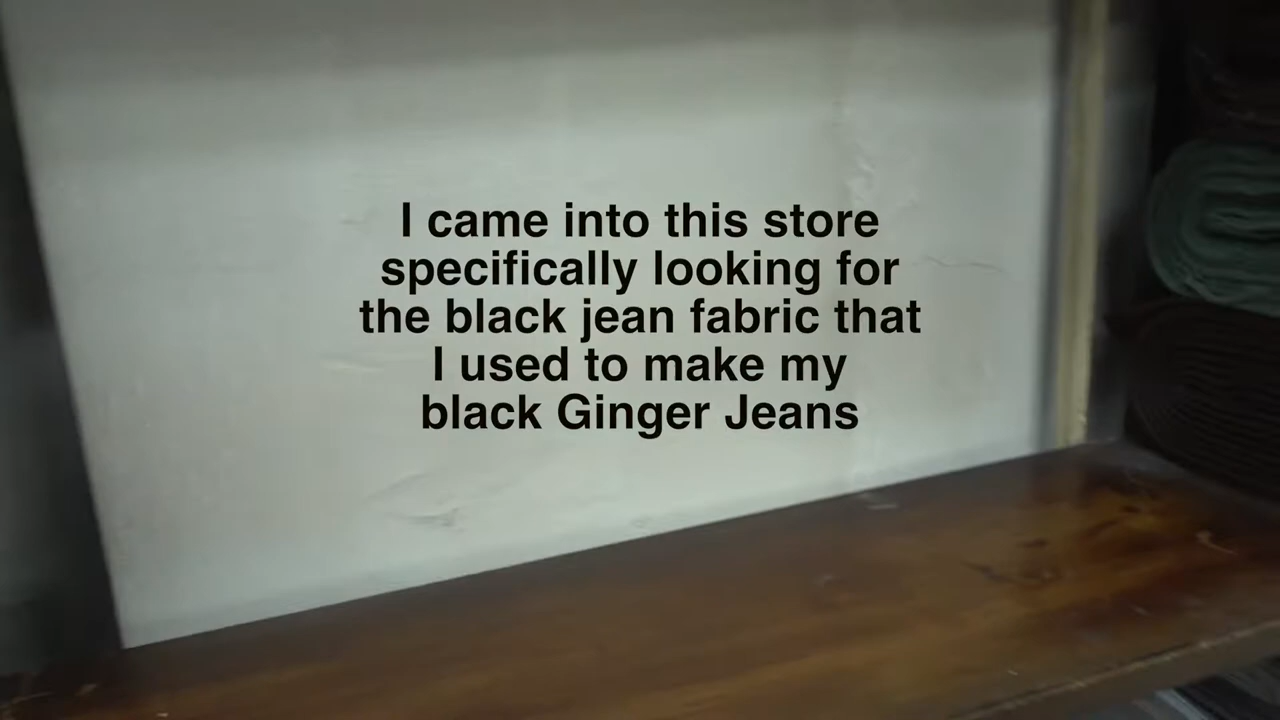 I came into this store
specifically looking for
the black jean fabric that
I used to make my
black Ginger Jeans